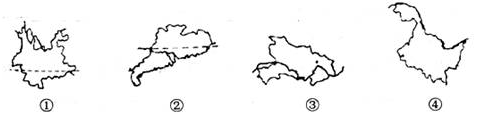 ① ② ③ ④